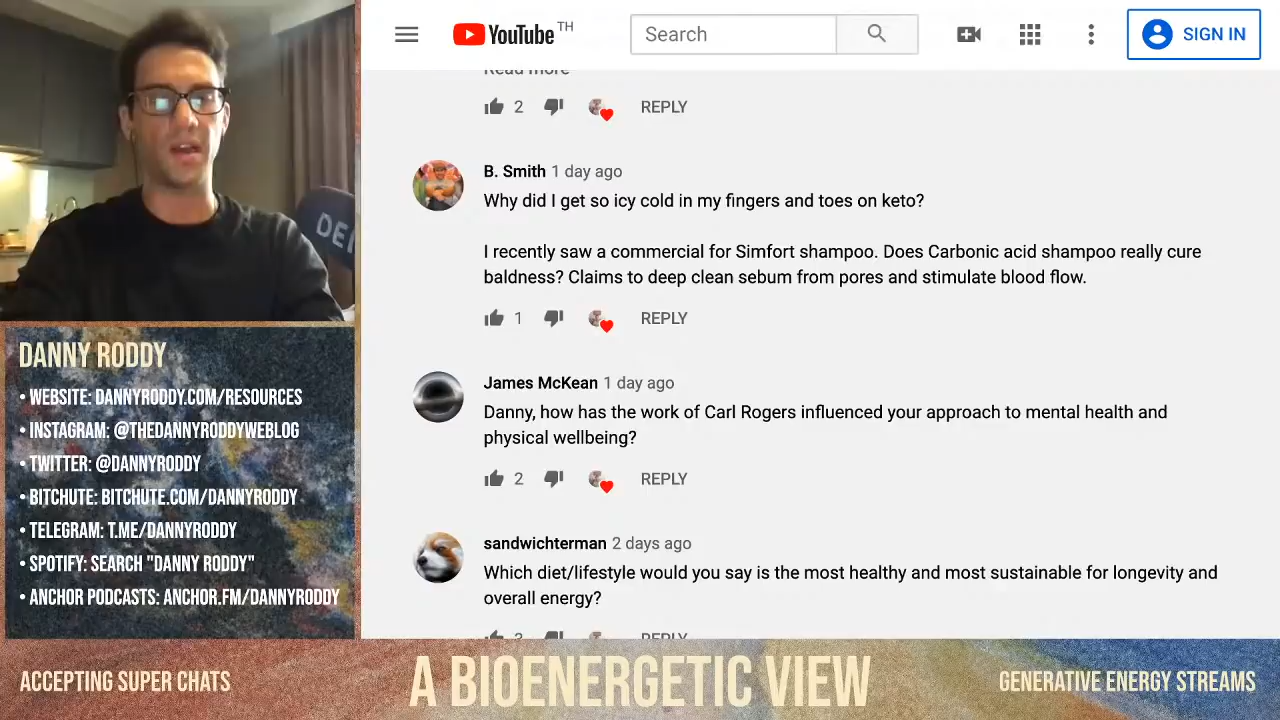 YouTube TH
Search
SIGN IN
Read more
2
REPLY
B. Smith 1 day ago
Why did I get so icy cold in my fingers and toes on keto?
I recently saw a commercial for Simfort shampoo. Does Carbonic acid shampoo really cure
baldness? Claims to deep clean sebum from pores and stimulate blood flow.
1
REPLY
James McKean 1 day ago
Danny, how has the work of Carl Rogers influenced your approach to mental health and
physical wellbeing?
2
REPLY
sandwichterman 2 days ago
Which diet/lifestyle would you say is the most healthy and most sustainable for longevity and
overall energy?
REPLY
DANNY RODDY
• WEBSITE: DANNYRODDY.COM/RESOURCES
• INSTAGRAM: @THEDANNYRODDYWEBLOG
• TWITTER: @DANNYRODDY
• BITCHUTE: BITCHUTE.COM/DANNYRODDY
• TELEGRAM: T.ME/DANNYRODDY
• SPOTIFY: SEARCH "DANNY RODDY"
• ANCHOR PODCASTS: ANCHOR.FM/DANNYRODDY
ACCEPTING SUPER CHATS
A BIOENERGETIC VIEW
GENERATIVE ENERGY STREAMS